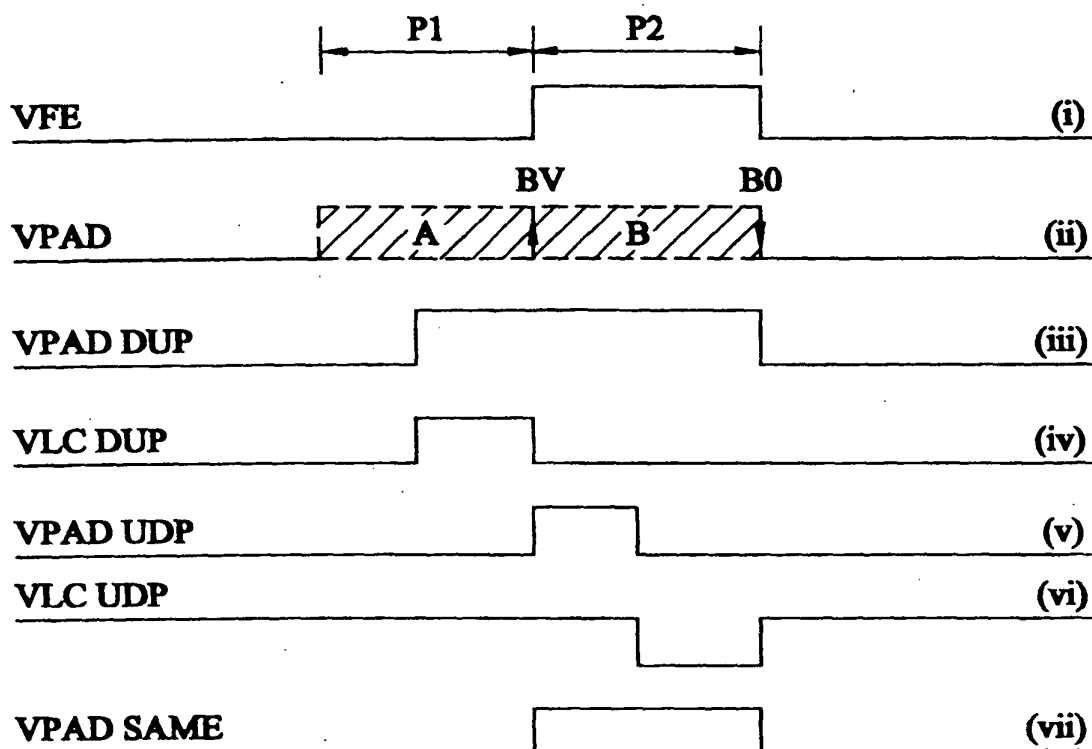 P1 P2
VFE (i)
BV B0
VPAD A B (ii)
VPAD DUP (iii)
VLC DUP (iv)
VPAD UDP (v)
VLC UDP (vi)
VPAD SAME (vii)